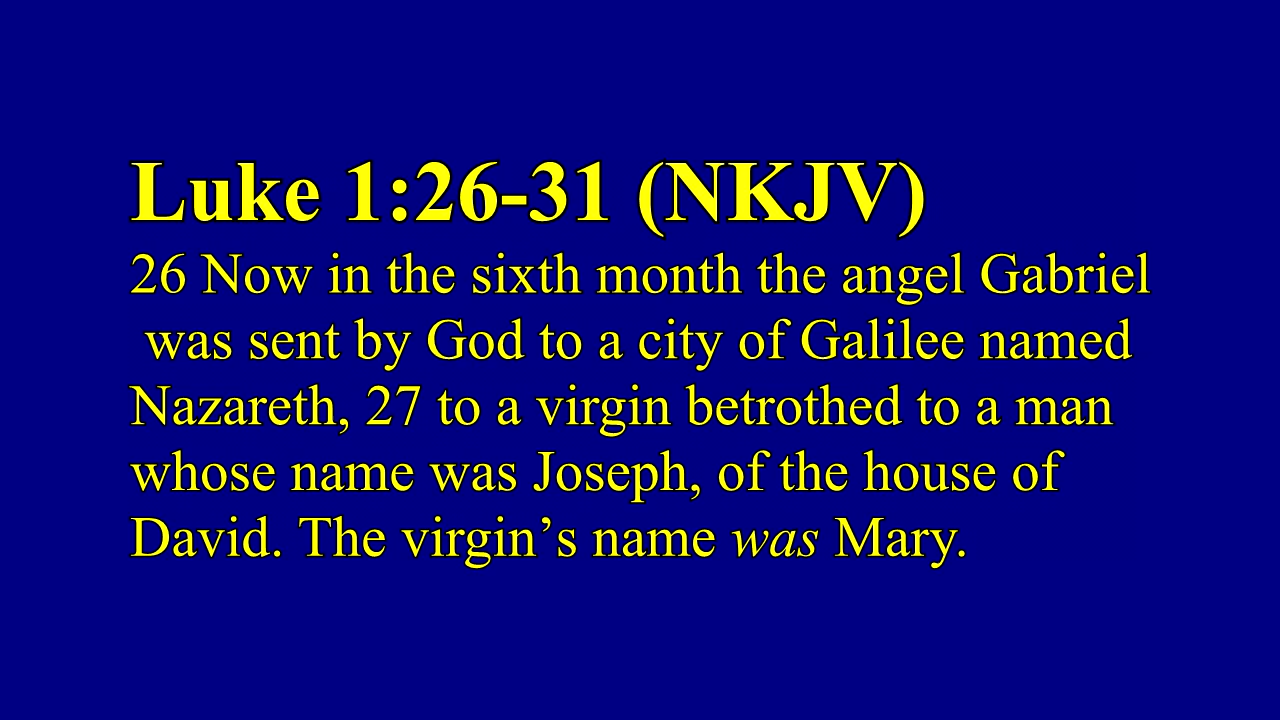 Luke 1:26-31 (NKJV)
26 Now in the sixth month the angel Gabriel
was sent by God to a city of Galilee named
Nazareth, 27 to a virgin betrothed to a man
whose name was Joseph, of the house of
David. The virgin’s name was Mary.